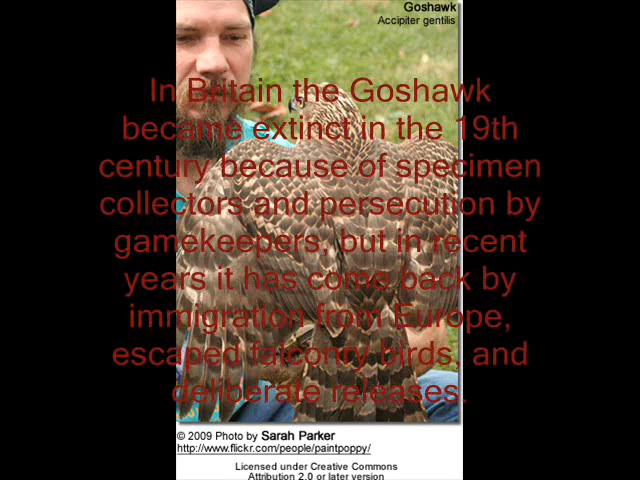 Goshawk
Accipiter gentilis
In Britain the Goshawk
became extinct in the 19th
century because of specimen
collectors and persecution by
gamekeepers, but in recent
years it has come back by
immigration from Europe,
escaped falconry birds, and
deliberate releases.
© 2009 Photo by Sarah Parker
http://www.flickr.com/people/paintpoppy/
Licensed under Creative Commons
Attribution 2.0 or later version